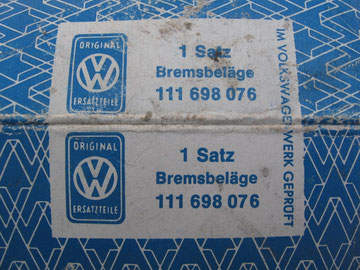 ORIGINAL
VW
ERSATZTEILE
1 Satz
Bremsbeläge
111 698 076
ORIGINAL
VW
ERSATZTEILE
1 Satz
Bremsbeläge
111 698 076
IM VOLKSWAGENWERK GEPRÜFT